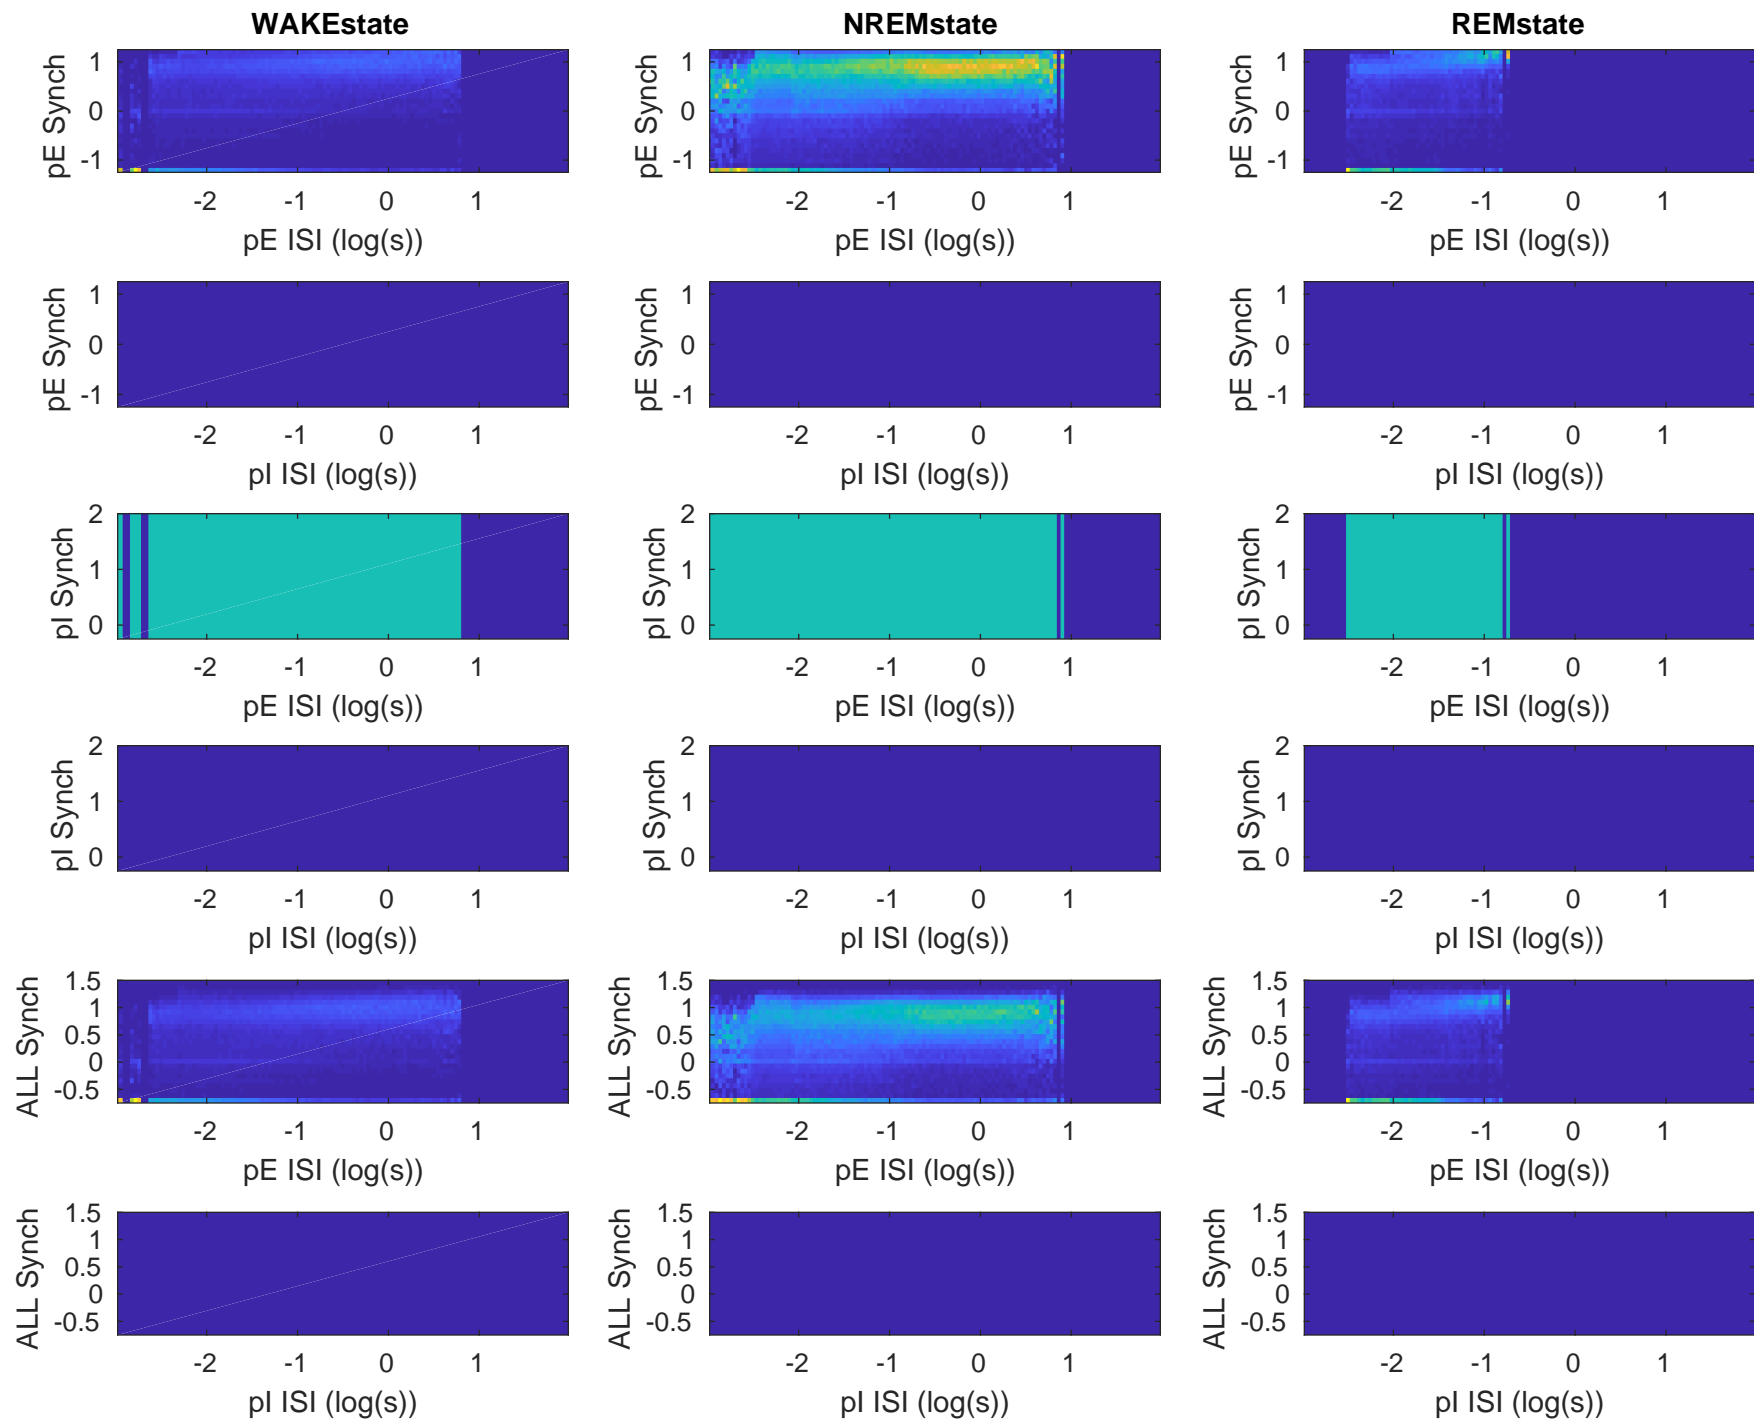 WAKEstate NREMstate REMstate
pE Synch 1 0 -1 pE Synch 1 0 -1 pE Synch 1 0 -1
-2 -1 0 1 -2 -1 0 1 -2 -1 0 1
pE ISI (log(s)) pE ISI (log(s)) pE ISI (log(s))
pE Synch 1 0 -1 pE Synch 1 0 -1 pE Synch 1 0 -1
-2 -1 0 1 -2 -1 0 1 -2 -1 0 1
pI ISI (log(s)) pI ISI (log(s)) pI ISI (log(s))
pI Synch 2 1 0 pI Synch 2 1 0 pI Synch 2 1 0
-2 -1 0 1 -2 -1 0 1 -2 -1 0 1
pE ISI (log(s)) pE ISI (log(s)) pE ISI (log(s))
pI Synch 2 1 0 pI Synch 2 1 0 pI Synch 2 1 0
-2 -1 0 1 -2 -1 0 1 -2 -1 0 1
pI ISI (log(s)) pI ISI (log(s)) pI ISI (log(s))
ALL Synch 1.5 1 0.5 0 -0.5 ALL Synch 1.5 1 0.5 0 -0.5 ALL Synch 1.5 1 0.5 0 -0.5
-2 -1 0 1 -2 -1 0 1 -2 -1 0 1
pE ISI (log(s)) pE ISI (log(s)) pE ISI (log(s))
ALL Synch 1.5 1 0.5 0 -0.5 ALL Synch 1.5 1 0.5 0 -0.5 ALL Synch 1.5 1 0.5 0 -0.5
-2 -1 0 1 -2 -1 0 1 -2 -1 0 1
pI ISI (log(s)) pI ISI (log(s)) pI ISI (log(s))